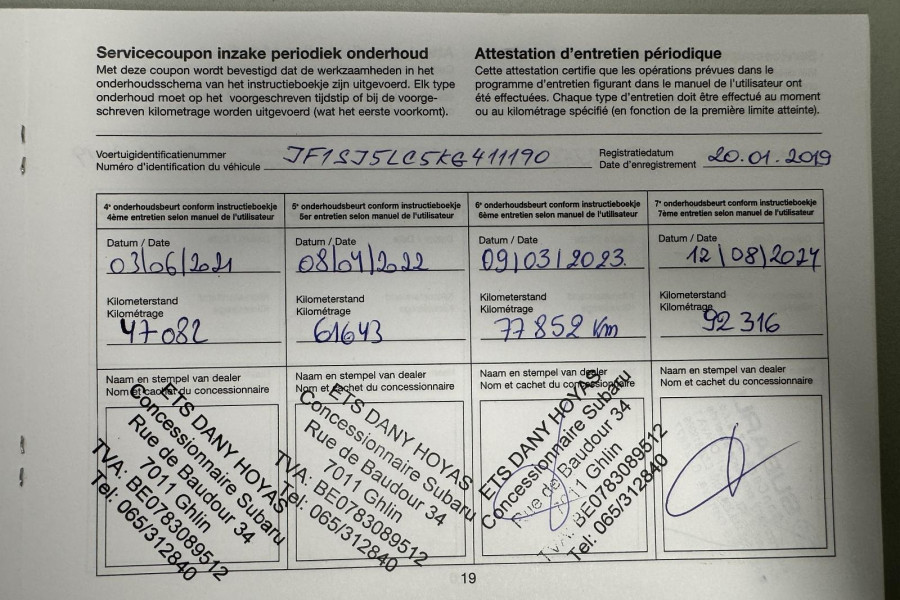 Servicecoupon inzake periodiek onderhoud
Met deze coupon wordt bevestigd dat de werkzaamheden in het
onderhoudsschema van het instructieboekje zijn uitgevoerd. Elk type
onderhoud moet op het voorgeschreven tijdstip of bij de voorge-
schreven kilometrage worden uitgevoerd (wat het eerste voorkomt).
Attestation d'entretien périodique
Cette attestation certifie que les opérations prévues dans le
programme d'entretien figurant dans le manuel de l'utilisateur ont
été effectuées. Chaque type d'entretien doit être effectué au moment
ou au kilométrage spécifié (en fonction de la première limite atteinte).
Voertuigidentificatienummer
Numéro d'identification du véhicule JF1SJ5LC5KG411190
Registratiedatum
Date d'enregistrement 20.01.2019
4e onderhoudsbeurt conform instructieboekje
4ème entretien selon manuel de l'utilisateur
Datum / Date
03/06/2021
Kilometerstand
Kilométrage
47082
Naam en stempel van dealer
Nom et cachet du concessionnaire
ETS DANY HOYAS
Concessionnaire Subaru
Rue de Baudour 34
7011 Ghlin
TVA: BE0783089512
Tel: 065/312840
5e onderhoudsbeurt conform instructieboekje
5er entretien selon manuel de l'utilisateur
Datum / Date
08/04/2022
Kilometerstand
Kilométrage
61643
Naam en stempel van dealer
Nom et cachet du concessionnaire
ETS DANY HOYAS
Concessionnaire Subaru
Rue de Baudour 34
7011 Ghlin
TVA: BE0783089512
Tel: 065/312840
6e onderhoudsbeurt conform instructieboekje
6ème entretien selon manuel de l'utilisateur
Datum / Date
09/03/2023.
Kilometerstand
Kilométrage
77852 Km
Naam en stempel van dealer
Nom et cachet du concessionnaire
ETS DANY HOYAS
Concessionnaire Subaru
Rue de Baudour 34
7011 Ghlin
TVA: BE0783089512
Tel: 065/312840
7e onderhoudsbeurt conform instructieboekje
7ème entretien selon manuel de l'utilisateur
Datum / Date
12\08\2024
Kilometerstand
Kilométrage
92 316
Naam en stempel van dealer
Nom et cachet du concessionnaire
19